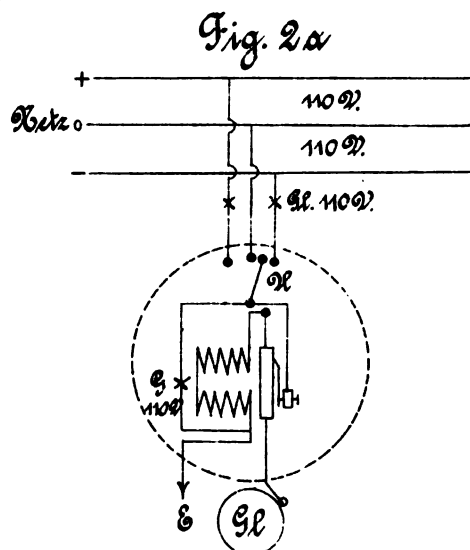 Fig. 2a
+
110 V.
Netz o
110 V.
-
Gl. 110 V.
U
G
110 V
E
Gl